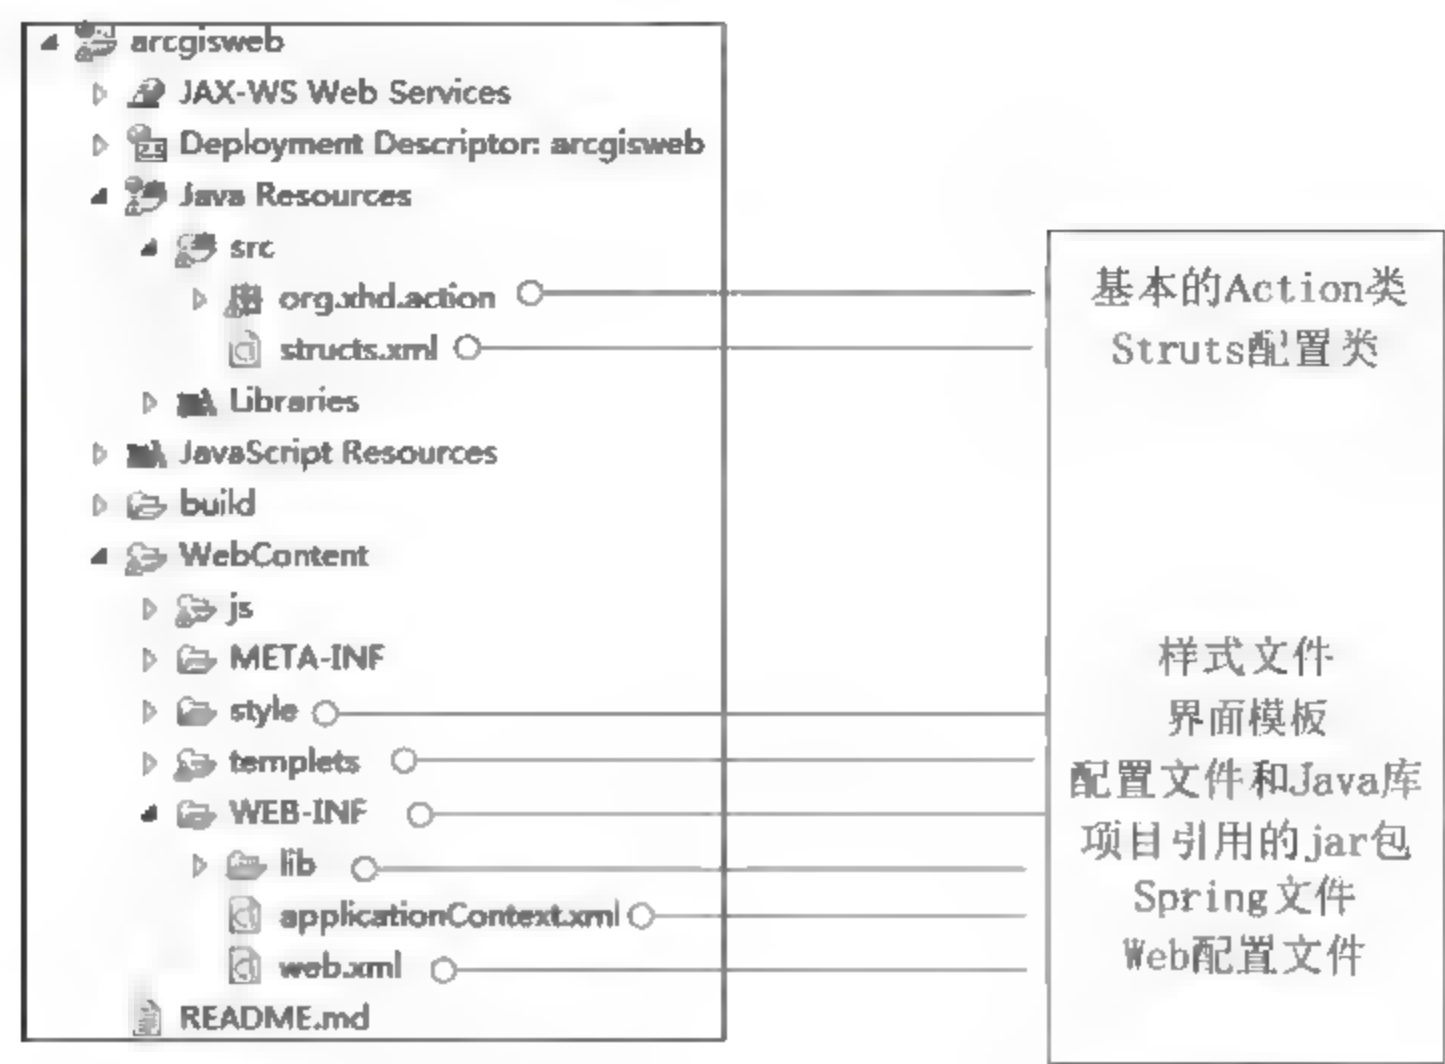 arcgisweb
JAX-WS Web Services
Deployment Descriptor: arcgisweb
Java Resources
src
org.xhd.action
structs.xml
Libraries
JavaScript Resources
build
WebContent
js
META-INF
style
templets
WEB-INF
lib
applicationContext.xml
web.xml
README.md
基本的Action类
Struts配置类
样式文件
界面模板
配置文件和Java库
项目引用的jar包
Spring文件
Web配置文件